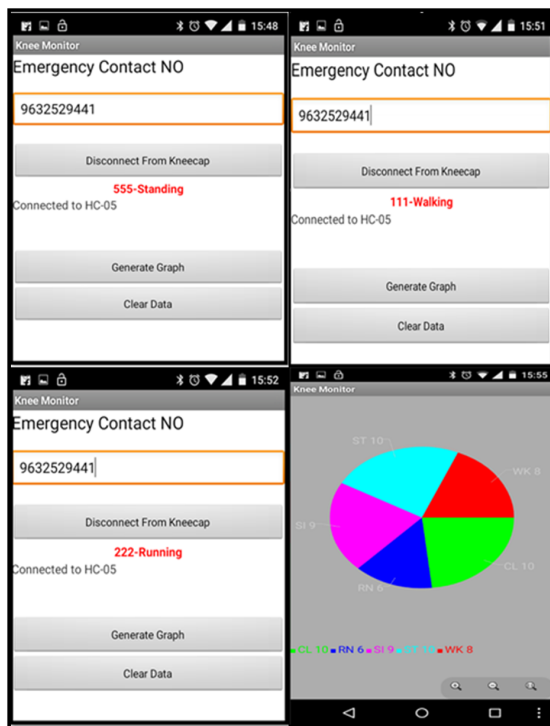 15:48
Knee Monitor
Emergency Contact NO
9632529441
Disconnect From Kneecap
555-Standing
Connected to HC-05
Generate Graph
Clear Data
15:51
Knee Monitor
Emergency Contact NO
9632529441
Disconnect From Kneecap
111-Walking
Connected to HC-05
Generate Graph
Clear Data
15:52
Knee Monitor
Emergency Contact NO
9632529441
Disconnect From Kneecap
222-Running
Connected to HC-05
Generate Graph
Clear Data
15:55
Knee Monitor
ST 10
WK 8
SI 9
CL 10
RN 6
CL 10 RN 6 SI 9 ST 10 WK 8